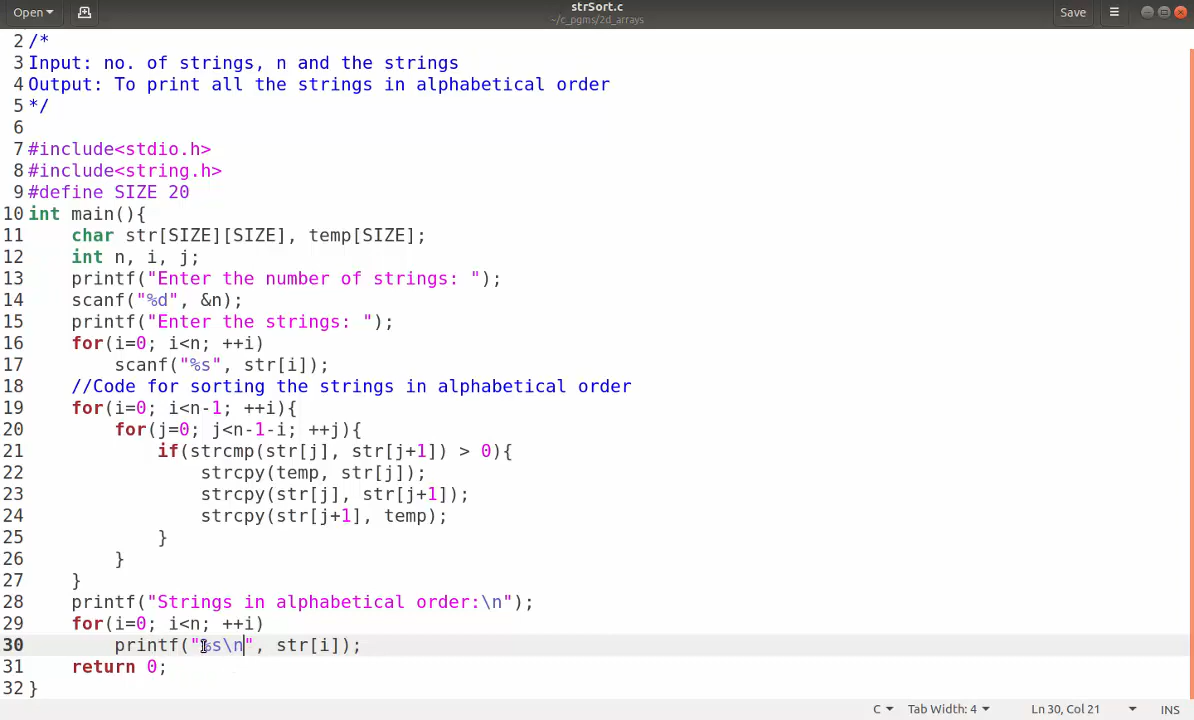 Open
strSort.c
~/c_pgms/2d_arrays
Save
2 /*
3 Input: no. of strings, n and the strings
4 Output: To print all the strings in alphabetical order
5 */
6
7 #include<stdio.h>
8 #include<string.h>
9 #define SIZE 20
10 int main(){
11     char str[SIZE][SIZE], temp[SIZE];
12     int n, i, j;
13     printf("Enter the number of strings: ");
14     scanf("%d", &n);
15     printf("Enter the strings: ");
16     for(i=0; i<n; ++i)
17         scanf("%s", str[i]);
18     //Code for sorting the strings in alphabetical order
19     for(i=0; i<n-1; ++i){
20         for(j=0; j<n-1-i; ++j){
21             if(strcmp(str[j], str[j+1]) > 0){
22                 strcpy(temp, str[j]);
23                 strcpy(str[j], str[j+1]);
24                 strcpy(str[j+1], temp);
25             }
26         }
27     }
28     printf("Strings in alphabetical order:\n");
29     for(i=0; i<n; ++i)
30         printf("%s\n", str[i]);
31     return 0;
32 }
C Tab Width: 4 Ln 30, Col 21 INS